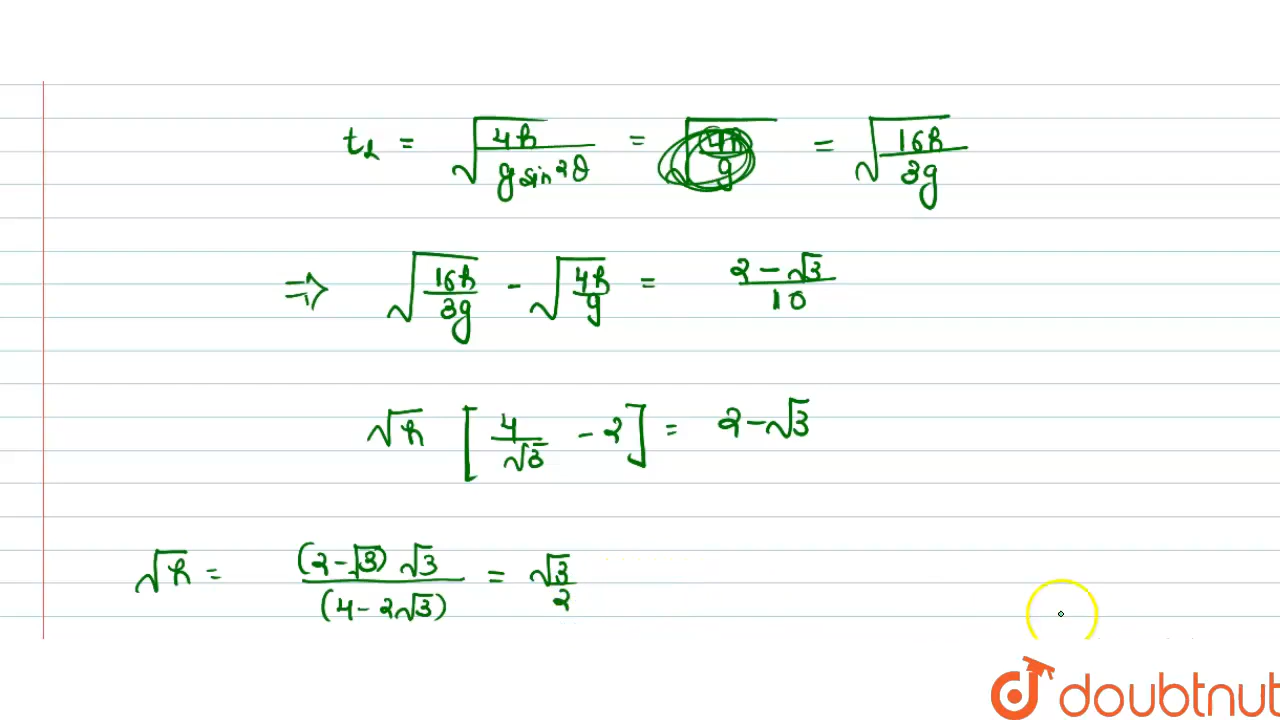 t₂ = √(4h / g sin²θ) = √(4h / g) = √(16h / 3g)
⇒ √(16h / 3g) - √(4h / g) = (2 - √3) / 10
√h [4 / √3 - 2] = 2 - √3
√h = (2 - √3) √3 / (4 - 2√3) = √3 / 2
doubtnut